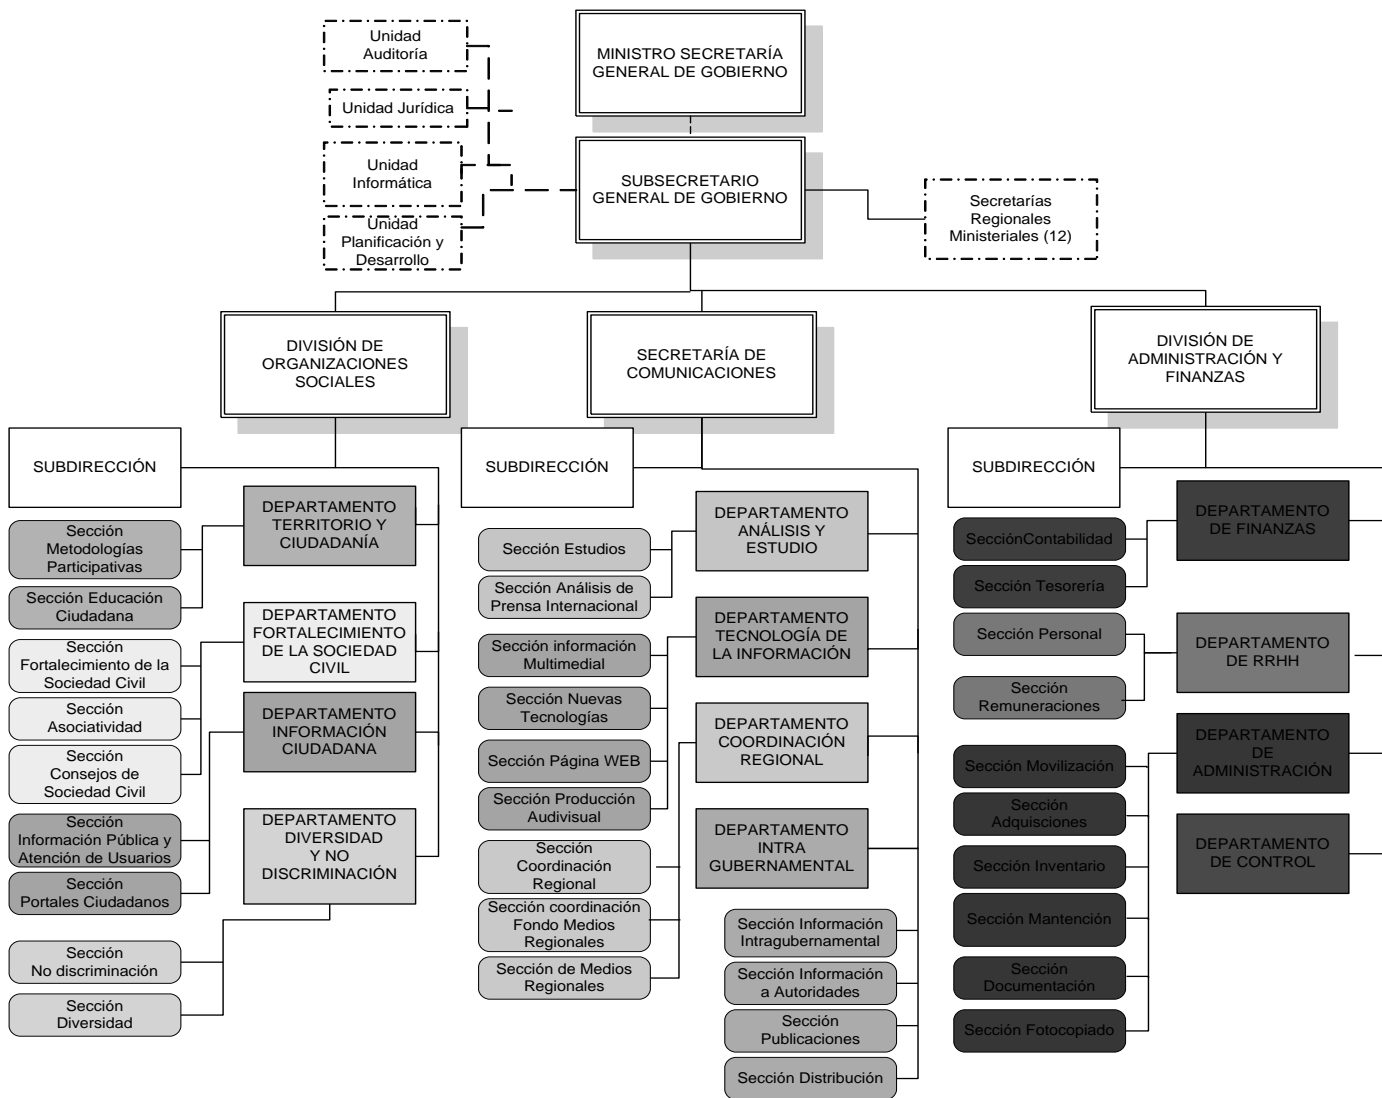 Unidad
Auditoría
Unidad Jurídica
Unidad
Informática
Unidad
Planificación y
Desarrollo
MINISTRO SECRETARÍA
GENERAL DE GOBIERNO
SUBSECRETARIO
GENERAL DE GOBIERNO
Secretarías
Regionales
Ministeriales (12)
DIVISIÓN DE
ORGANIZACIONES
SOCIALES
SECRETARÍA DE
COMUNICACIONES
DIVISIÓN DE
ADMINISTRACIÓN Y
FINANZAS
SUBDIRECCIÓN
DEPARTAMENTO
TERRITORIO Y
CIUDADANÍA
Sección
Metodologías
Participativas
Sección Educación
Ciudadana
DEPARTAMENTO
FORTALECIMIENTO
DE LA SOCIEDAD
CIVIL
Sección
Fortalecimiento de la
Sociedad Civil
Sección
Asociatividad
Sección
Consejos de
Sociedad Civil
DEPARTAMENTO
INFORMACIÓN
CIUDADANA
Sección
Información Pública y
Atención de Usuarios
Sección
Portales Ciudadanos
DEPARTAMENTO
DIVERSIDAD
Y NO
DISCRIMINACIÓN
Sección
No discriminación
Sección
Diversidad
SUBDIRECCIÓN
DEPARTAMENTO
ANÁLISIS Y
ESTUDIO
Sección Estudios
Sección Análisis de
Prensa Internacional
DEPARTAMENTO
TECNOLOGÍA DE
LA INFORMACIÓN
Sección información
Multimedial
Sección Nuevas
Tecnologías
Sección Página WEB
Sección Producción
Audivisual
DEPARTAMENTO
COORDINACIÓN
REGIONAL
Sección
Coordinación
Regional
Sección coordinación
Fondo Medios
Regionales
Sección de Medios
Regionales
DEPARTAMENTO
INTRA
GUBERNAMENTAL
Sección Información
Intragubernamental
Sección Información
a Autoridades
Sección
Publicaciones
Sección Distribución
SUBDIRECCIÓN
DEPARTAMENTO
DE FINANZAS
SecciónContabilidad
Sección Tesorería
DEPARTAMENTO
DE RRHH
Sección Personal
Sección
Remuneraciones
DEPARTAMENTO
DE
ADMINISTRACIÓN
Sección Movilización
Sección
Adquisciones
Sección Inventario
Sección Mantención
Sección
Documentación
Sección Fotocopiado
DEPARTAMENTO
DE CONTROL